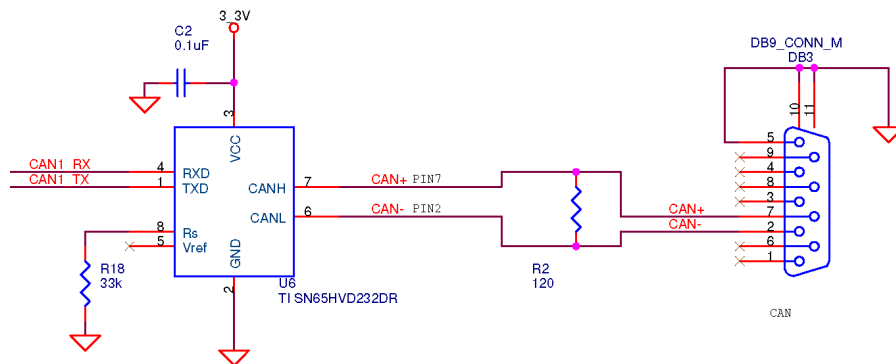 3_3V
C2
0.1uF
DB9_CONN_M
DB3
3
VCC
10
11
5
9
4
8
3
7
2
6
1
CAN1_RX
4
RXD
CAN1_TX
1
TXD
CANH
7
CAN+
PIN7
CANL
6
CAN-
PIN2
CAN+
CAN-
8
Rs
5
Vref
GND
2
R18
33k
U6
TI SN65HVD232DR
R2
120
CAN